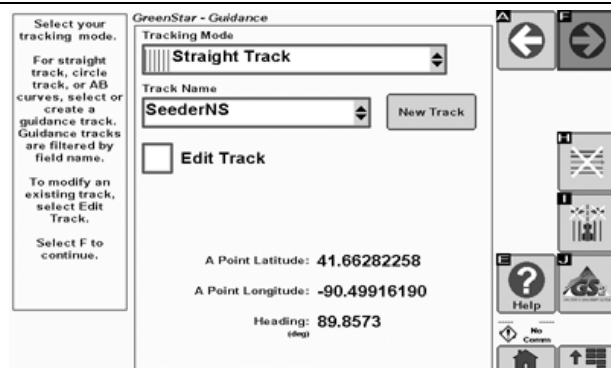 Select your
tracking mode.
For straight
track, circle
track, or AB
curves, select or
create a
guidance track.
Guidance tracks
are filtered by
field name.
To modify an
existing track,
select Edit
Track.
Select F to
continue.
GreenStar - Guidance
Tracking Mode
Straight Track
Track Name
SeederNS
New Track
Edit Track
A Point Latitude: 41.66282258
A Point Longitude: -90.49916190
Heading: 89.8573
(deg)
A
F
H
I
E
J
Help
GS2
No
Comm